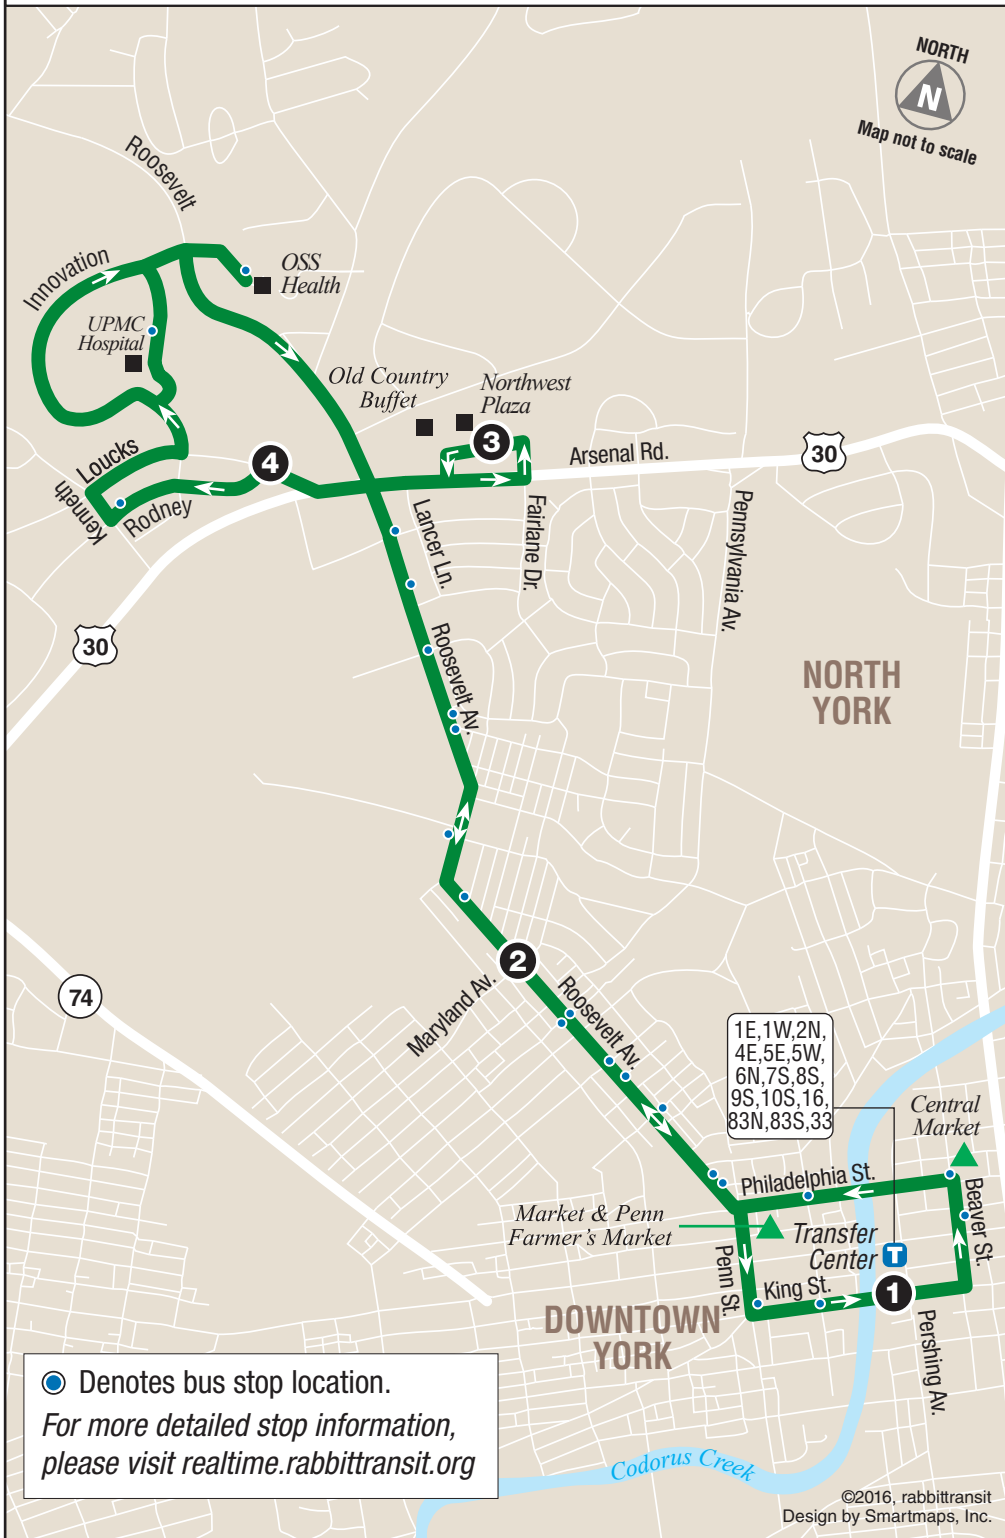 NORTH
N
Map not to scale
Roosevelt
Innovation
OSS
Health
UPMC
Hospital
Old Country
Buffet
Northwest
Plaza
3
Arsenal Rd.
30
4
Loucks
Kenneth
Rodney
Lancer Ln.
Fairlane Dr.
Pennsylvania Av.
30
Roosevelt Av.
NORTH
YORK
2
74
Maryland Av.
Roosevelt Av.
1E,1W,2N,
4E,5E,5W,
6N,7S,8S,
9S,10S,16,
83N,83S,33
Central
Market
Philadelphia St.
Beaver St.
Market & Penn
Farmer's Market
Transfer
Center
T
Penn St.
King St.
1
DOWNTOWN
YORK
Pershing Av.
Denotes bus stop location.
For more detailed stop information,
please visit realtime.rabbittransit.org
Codorus Creek
©2016, rabbittransit
Design by Smartmaps, Inc.